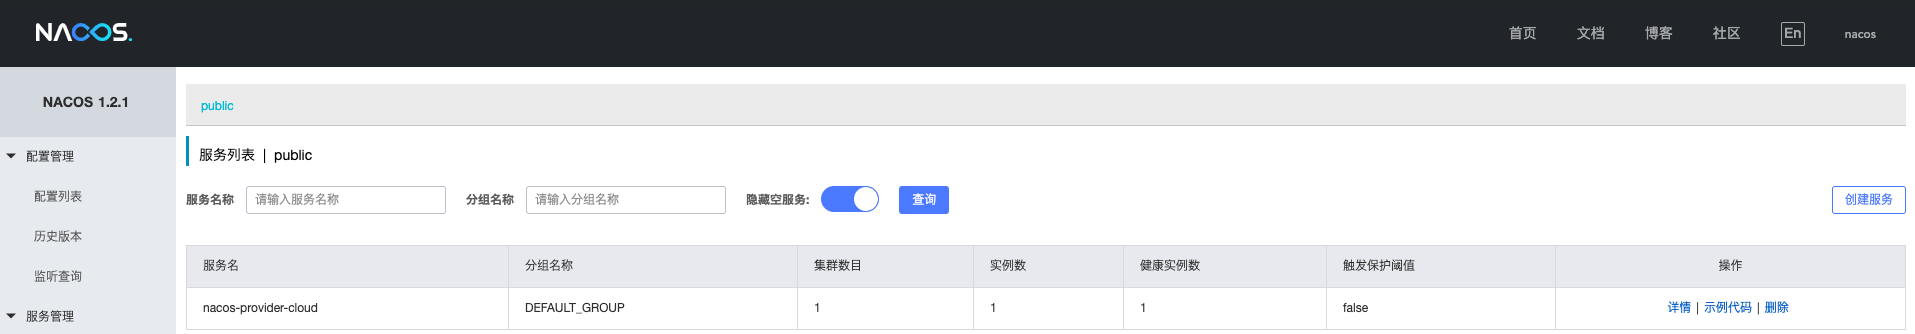 NACOS.
首页 文档 博客 社区 En nacos
NACOS 1.2.1
配置管理
配置列表
历史版本
监听查询
服务管理
public
服务列表 | public
服务名称 请输入服务名称 分组名称 请输入分组名称 隐藏空服务: 查询 创建服务
服务名 分组名称 集群数目 实例数 健康实例数 触发保护阈值 操作
nacos-provider-cloud DEFAULT_GROUP 1 1 1 false 详情 | 示例代码 | 删除